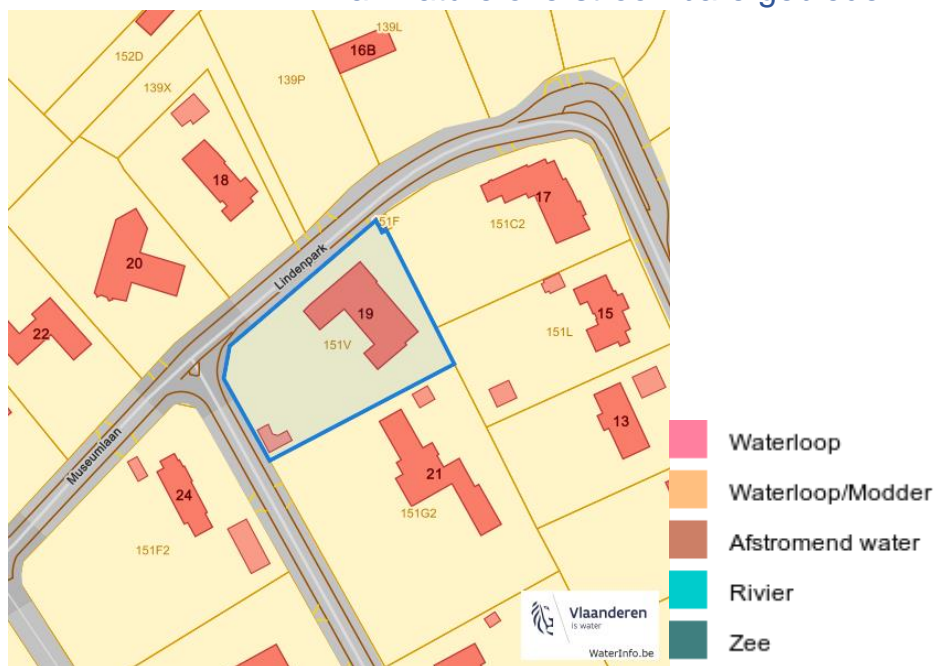 152D
139L
16B
139X
139P
18
17
151F
151C2
20
Lindenpark
19
15
22
151V
151L
13
Museumlaan
21
24
151G2
151F2
Vlaanderen
is water
WaterInfo.be
Waterloop
Waterloop/Modder
Afstromend water
Rivier
Zee